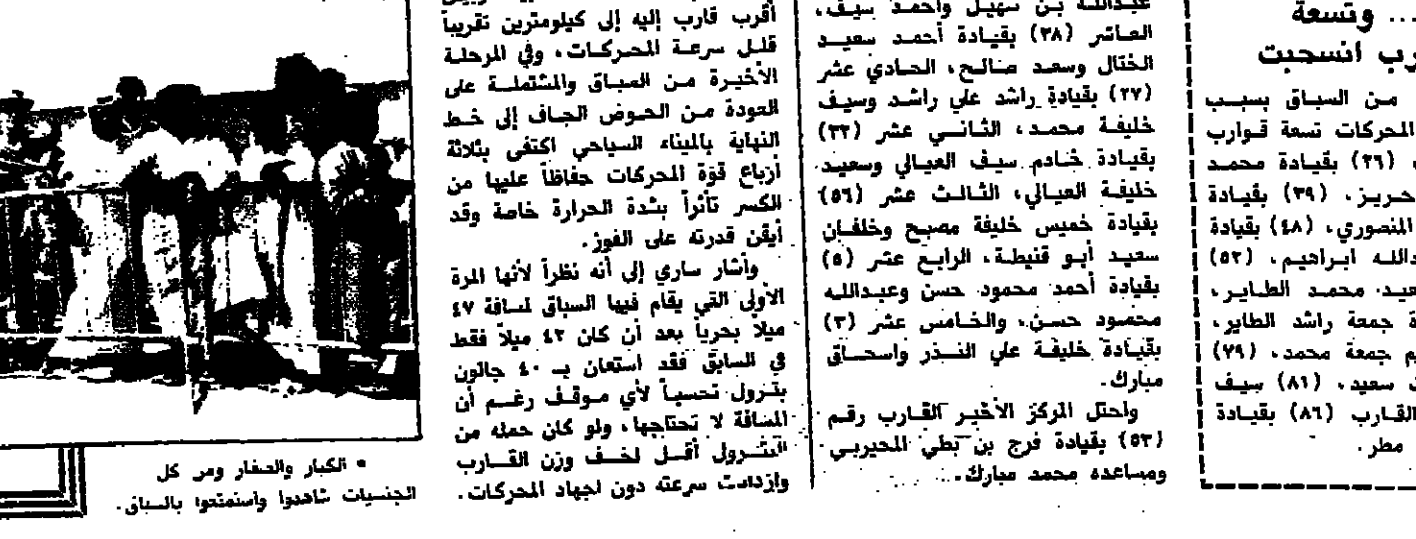 ... وتسعة
رب انسحبت
من السباق بسبب
المحركات تسعة قوارب
(٢٦) بقيادة محمد
حريز، (٣٩) بقيادة
المنصوري، (٤٨) بقيادة
دالله ابراهيم، (٥٢)
عيد محمد الطاير،
ة جمعة راشد الطاير،
م جمعة محمد، (٧٩)
سعيد، (٨١) سيف
القارب (٨٦) بقيادة
مطر.
عبدالله بن سهيل وأحمد سيف،
العاشر (٣٨) بقيادة أحمد سعيد
الختال وسعد صالح، الحادي عشر
(٢٧) بقيادة راشد علي راشد وسيف
خليفة محمد، الثاني عشر (٣٢)
بقيادة خادم سيف العيالي وسعيد
خليفة العيالي، الثالث عشر (٥٦)
بقيادة خميس خليفة مصبح وخلفان
سعيد أبو قنيطة، الرابع عشر (٥)
بقيادة أحمد محمود حسن وعبدالله
محمود حسن، والخامس عشر (٣)
بقيادة خليفة علي النذر واسحاق
مبارك.
واحتل المركز الأخير القارب رقم
(٥٣) بقيادة فرج بن بطي المحيربي
ومساعده محمد مبارك.
أقرب قارب إليه إلى كيلومترين تقريباً
قلل سرعة المحركات، وفي المرحلة
الأخيرة من السباق والمشتملة على
العودة من الحوض الجاف إلى خط
النهاية بالميناء السياحي اكتفى بثلاثة
أرباع قوة المحركات حفاظاً عليها من
الكسر تأثراً بشدة الحرارة خاصة وقد
أيقن قدرته على الفوز.
وأشار ساري إلى أنه نظراً لأنها المرة
الأولى التي يقام فيها السباق لمسافة ٤٧
ميلا بحرياً بعد أن كان ٤٢ ميلاً فقط
في السابق فقد استعان بـ ٤٠ جالون
بترول تحسباً لأي موقف رغم أن
المسافة لا تحتاجها، ولو كان حمله من
البترول أقل لخف وزن القارب
وازدادت سرعته دون اجهاد المحركات.
• الكبار والصغار ومن كل
الجنسيات شاهدوا واستمتعوا بالسباق.